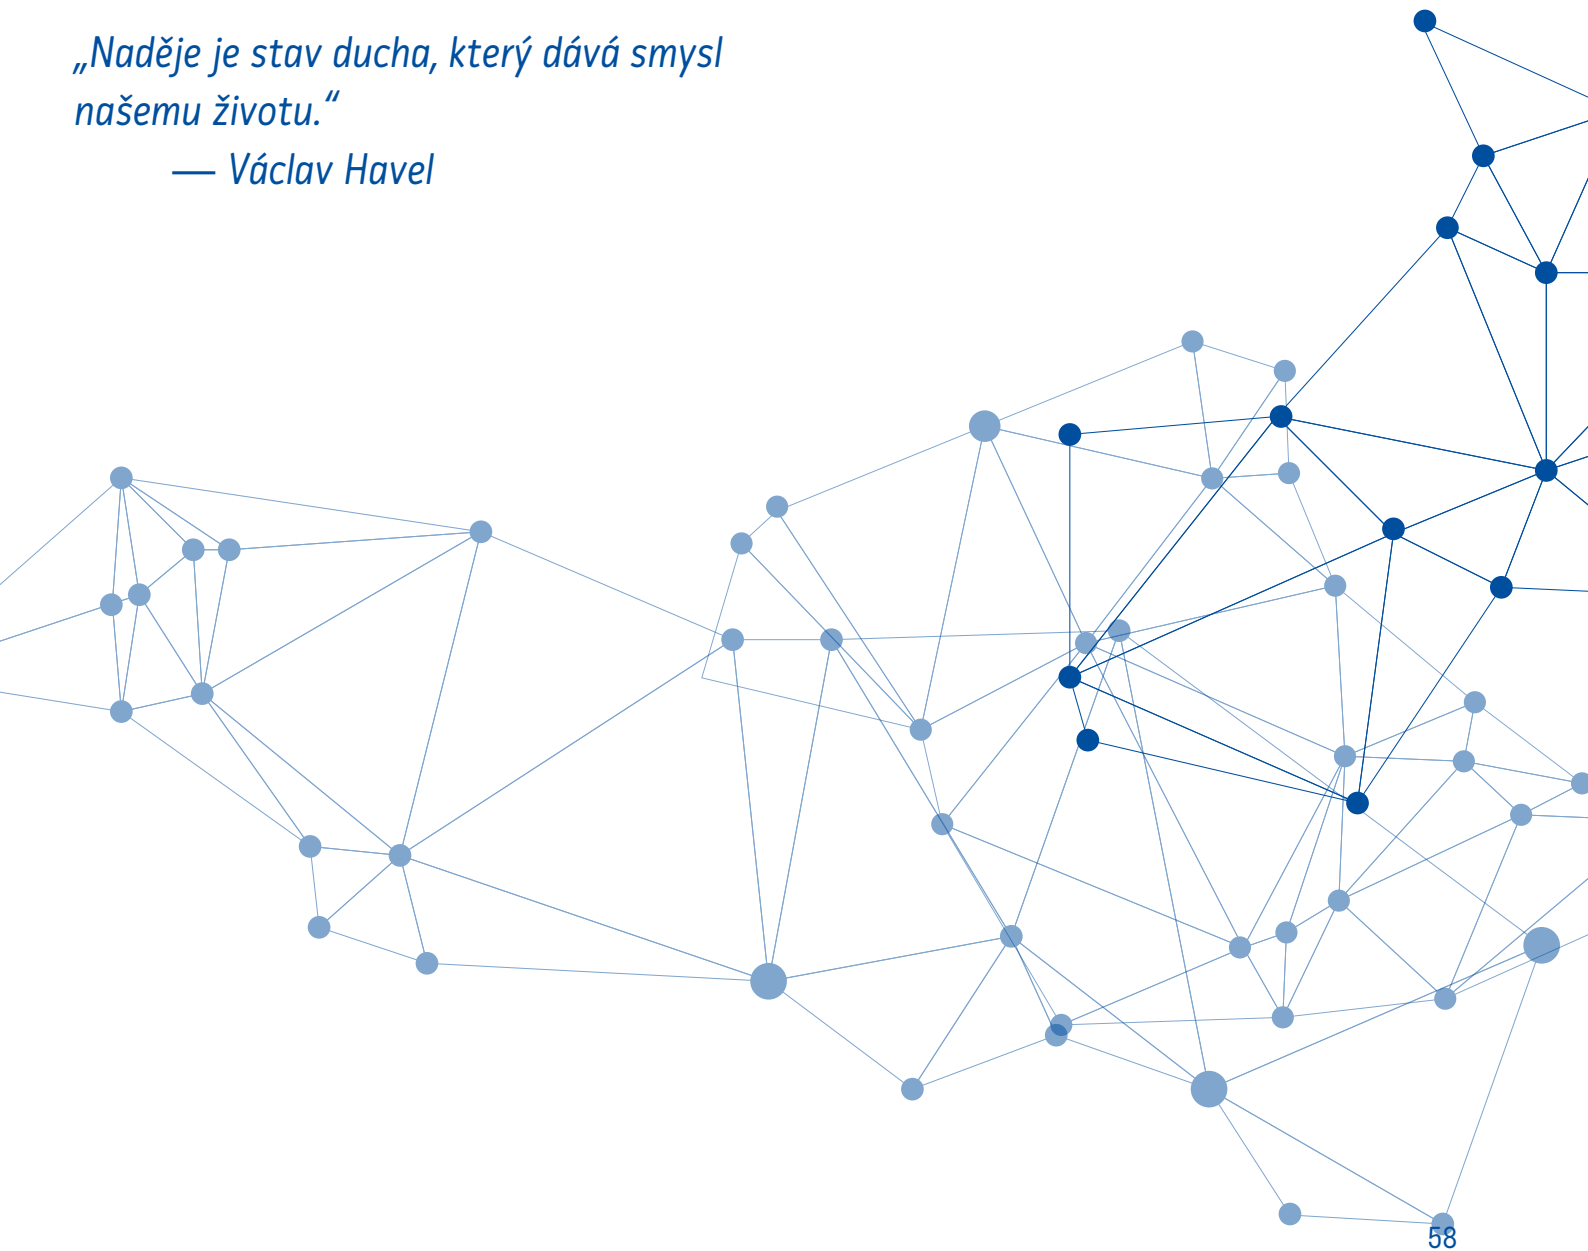 „Naděje je stav ducha, který dává smysl
našemu životu.“
— Václav Havel
58